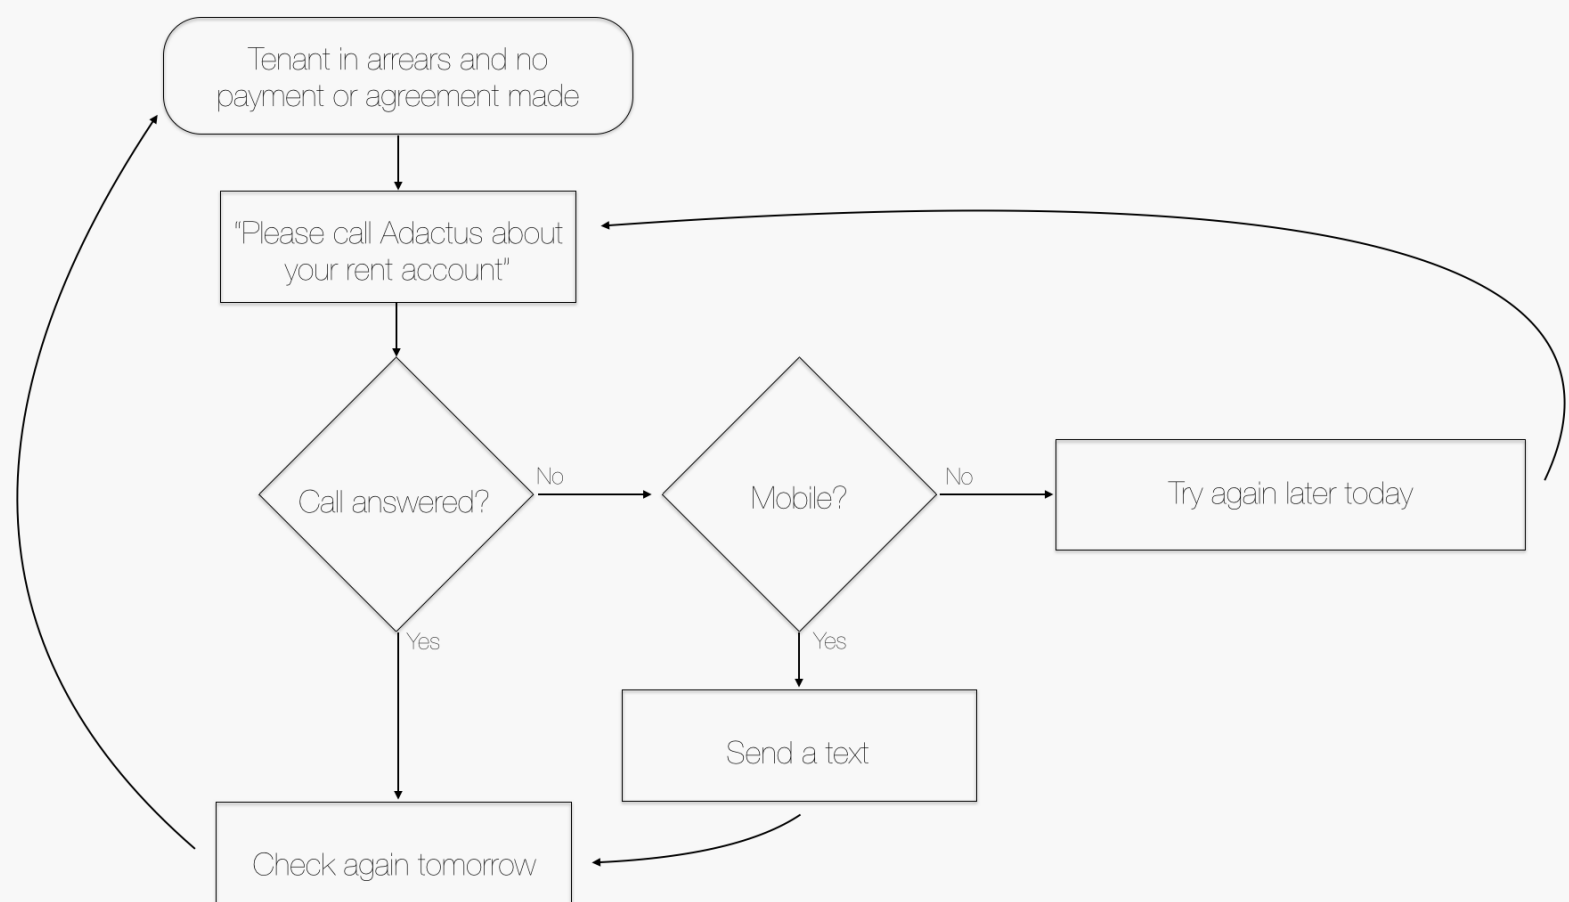 Tenant in arrears and no
payment or agreement made
“Please call Adactus about
your rent account”
Call answered?
No
Mobile?
No
Try again later today
Yes
Yes
Send a text
Check again tomorrow